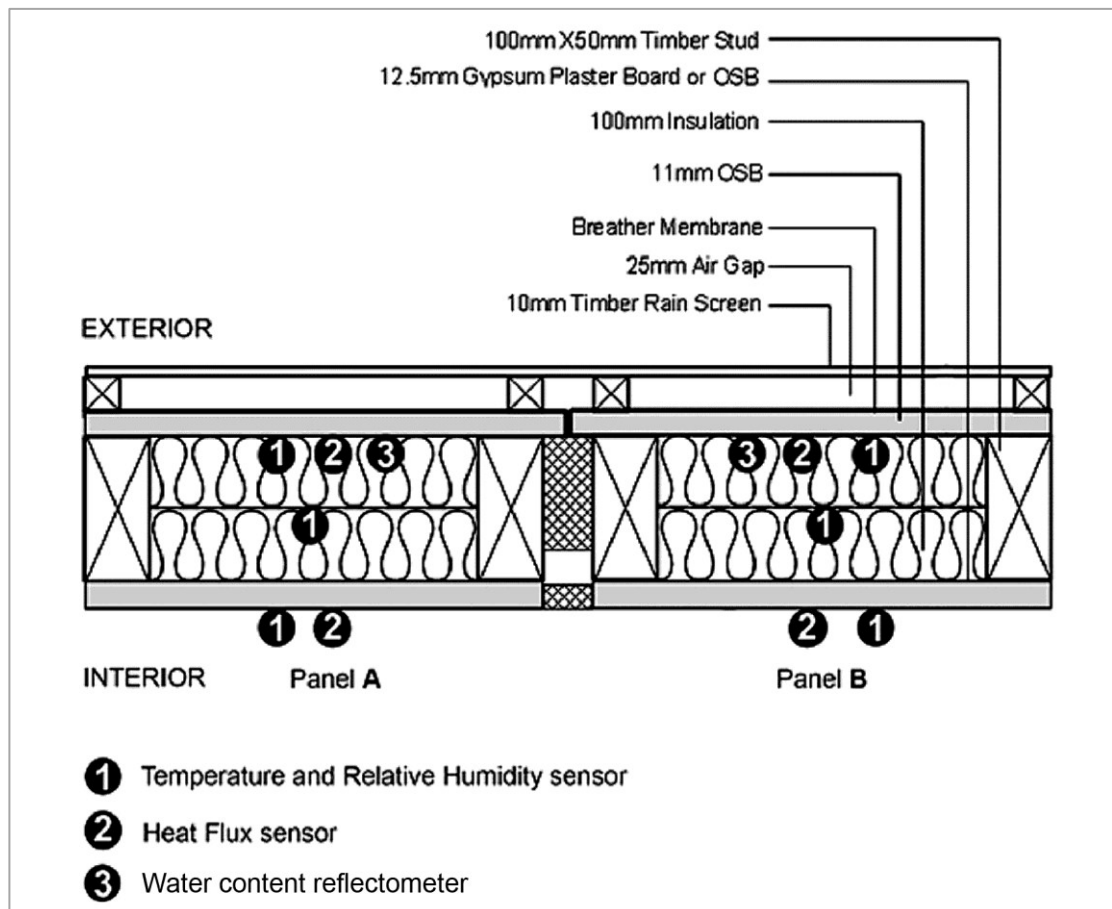 100mm X50mm Timber Stud
12.5mm Gypsum Plaster Board or OSB
100mm Insulation
11mm OSB
Breather Membrane
25mm Air Gap
10mm Timber Rain Screen
EXTERIOR
1 2 3 3 2 1
1 1
1 2 2 1
INTERIOR Panel A Panel B
1 Temperature and Relative Humidity sensor
2 Heat Flux sensor
3 Water content reflectometer